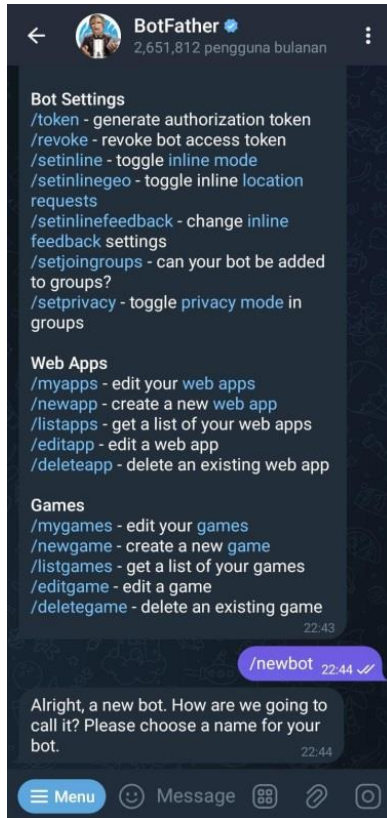 BotFather
2,651,812 pengguna bulanan
Bot Settings
/token - generate authorization token
/revoke - revoke bot access token
/setinline - toggle inline mode
/setinlinegeo - toggle inline location
requests
/setinlinefeedback - change inline
feedback settings
/setjoingroups - can your bot be added
to groups?
/setprivacy - toggle privacy mode in
groups
Web Apps
/myapps - edit your web apps
/newapp - create a new web app
/listapps - get a list of your web apps
/editapp - edit a web app
/deleteapp - delete an existing web app
Games
/mygames - edit your games
/newgame - create a new game
/listgames - get a list of your games
/editgame - edit a game
/deletegame - delete an existing game
22:43
/newbot 22:44
Alright, a new bot. How are we going to
call it? Please choose a name for your
bot.
22:44
Menu Message